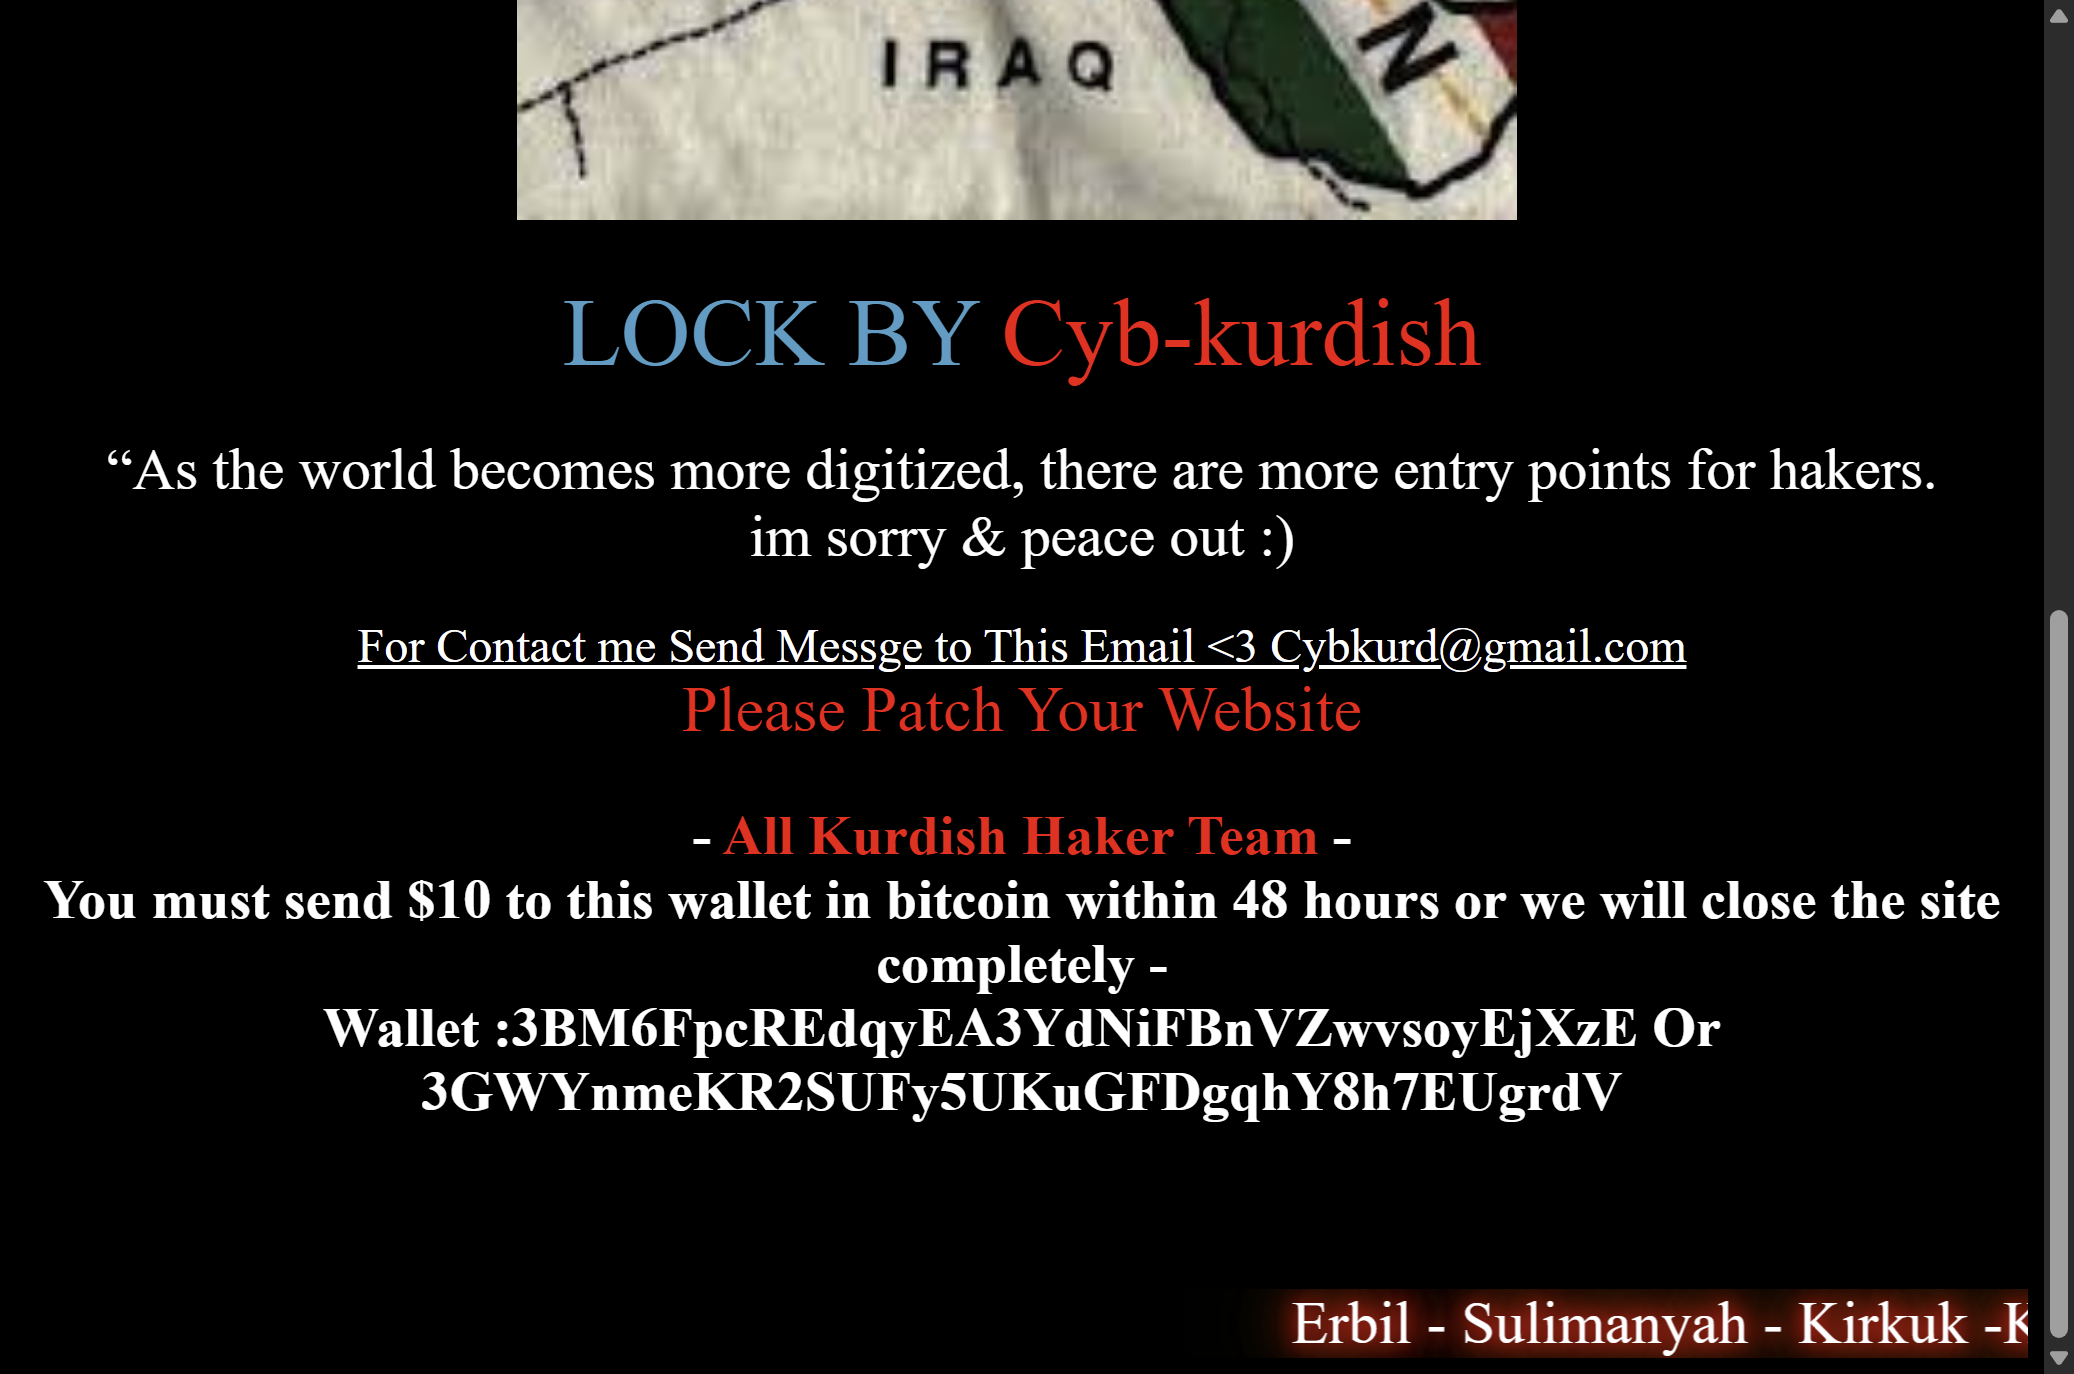 IRAQ
N
LOCK BY Cyb-kurdish
“As the world becomes more digitized, there are more entry points for hakers.
im sorry & peace out :)
For Contact me Send Messge to This Email <3 Cybkurd@gmail.com
Please Patch Your Website
- All Kurdish Haker Team -
You must send $10 to this wallet in bitcoin within 48 hours or we will close the site
completely -
Wallet :3BM6FpcREdqyEA3YdNiFBnVZwvsoyEjXzE Or
3GWYnmeKR2SUFy5UKuGFDgqhY8h7EUgrdV
Erbil - Sulimanyah - Kirkuk -K